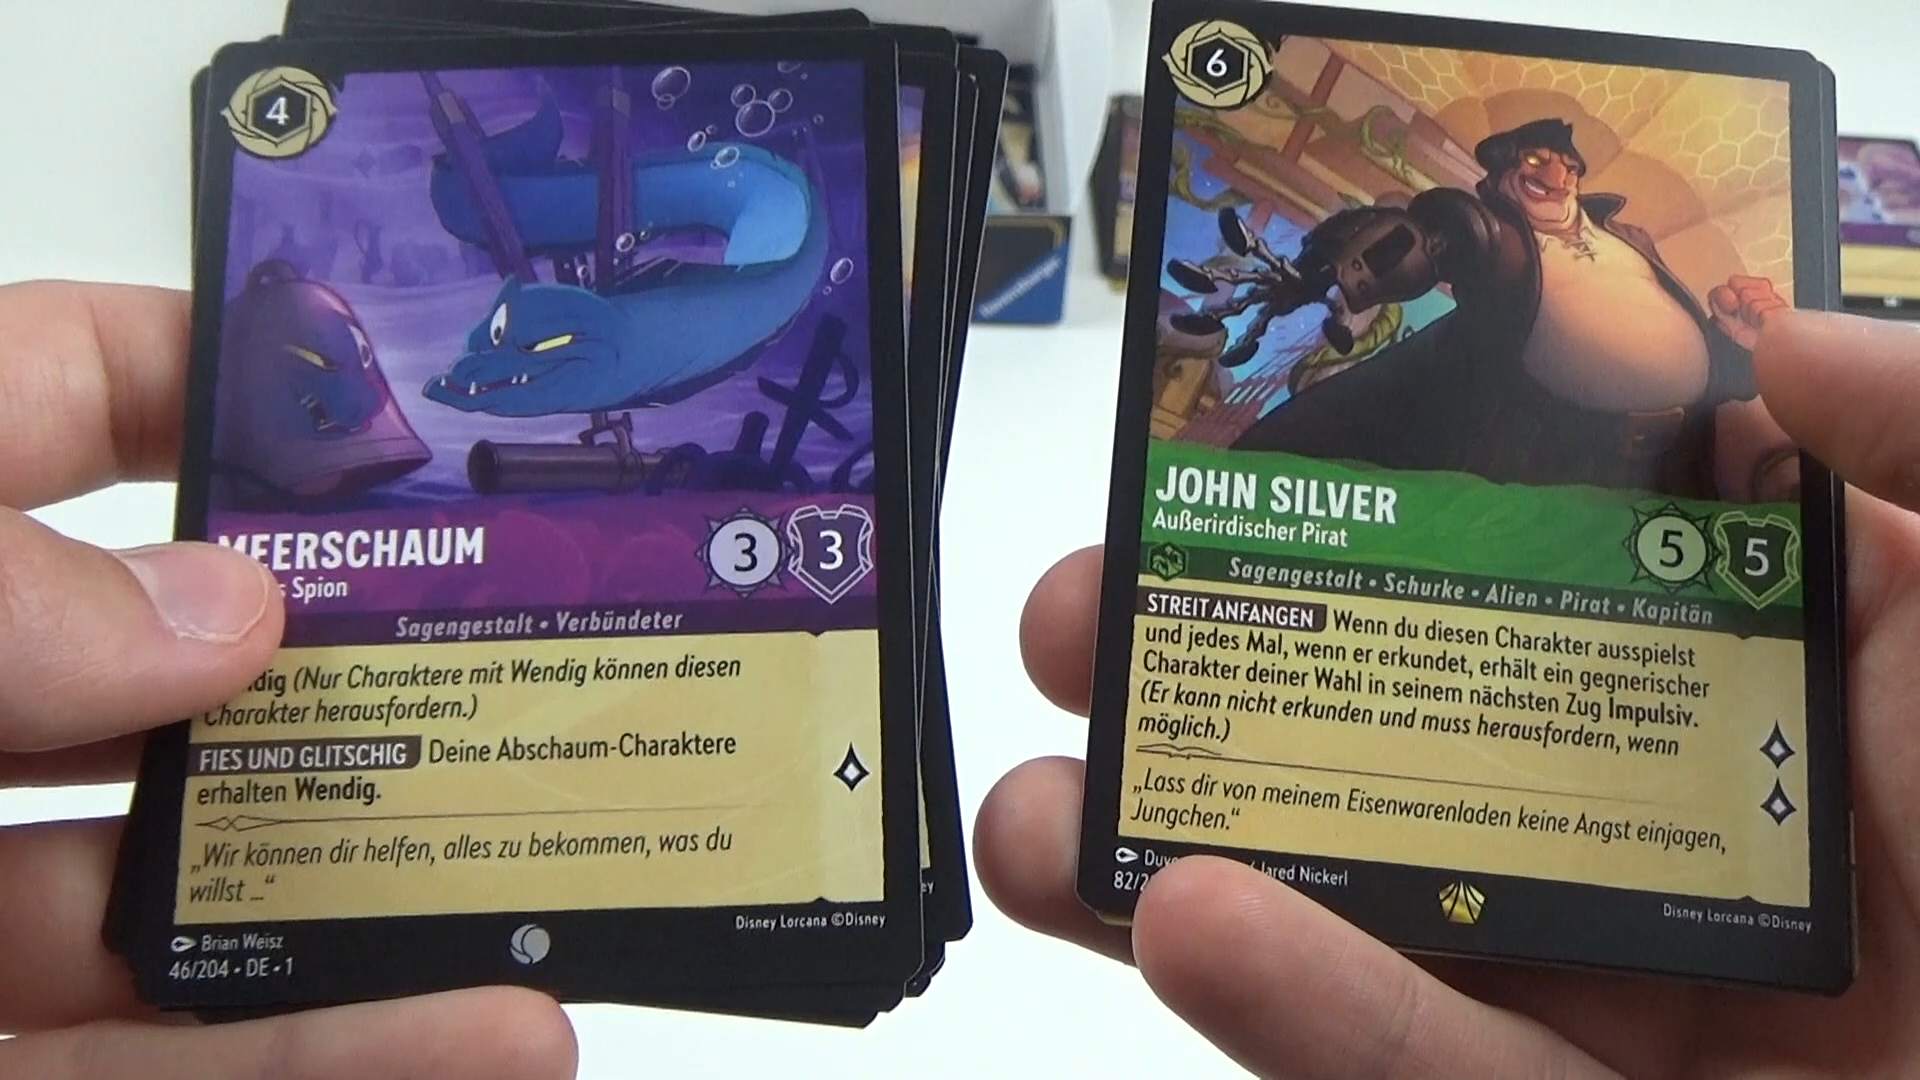 4
MEERSCHAUM
Spion
3
3
Sagengestalt • Verbündeter
(Nur Charaktere mit Wendig können diesen
Charakter herausfordern.)
FIES UND GLITSCHIG Deine Abschaum-Charaktere
erhalten Wendig.
„Wir können dir helfen, alles zu bekommen, was du
willst ...“
Disney Lorcana ©Disney
Brian Weisz
46/204 • DE • 1
6
JOHN SILVER
Außerirdischer Pirat
5
5
Sagengestalt • Schurke • Alien • Pirat • Kapitän
STREIT ANFANGEN Wenn du diesen Charakter ausspielst
und jedes Mal, wenn er erkundet, erhält ein gegnerischer
Charakter deiner Wahl in seinem nächsten Zug Impulsiv.
(Er kann nicht erkunden und muss herausfordern, wenn
möglich.)
„Lass dir von meinem Eisenwarenladen keine Angst einjagen,
Jungchen.“
Jared Nickerl
82/2
Disney Lorcana ©Disney
Ravensburger